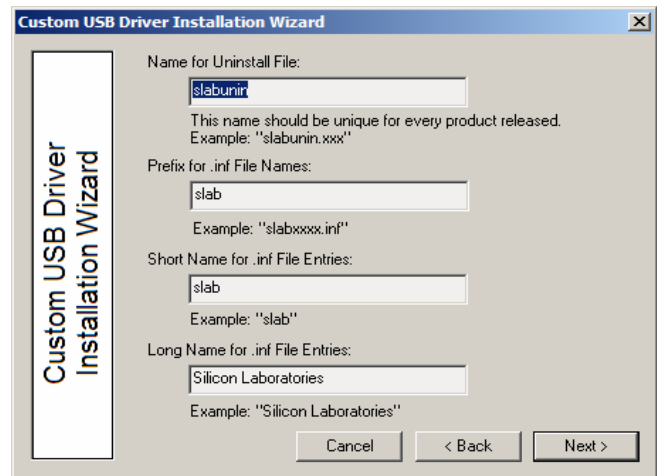 Custom USB Driver Installation Wizard
Custom USB Driver
Installation Wizard
Name for Uninstall File:
slabunin
This name should be unique for every product released.
Example: "slabunin.xxx"
Prefix for .inf File Names:
slab
Example: "slabxxxx.inf"
Short Name for .inf File Entries:
slab
Example: "slab"
Long Name for .inf File Entries:
Silicon Laboratories
Example: "Silicon Laboratories"
Cancel
< Back
Next >